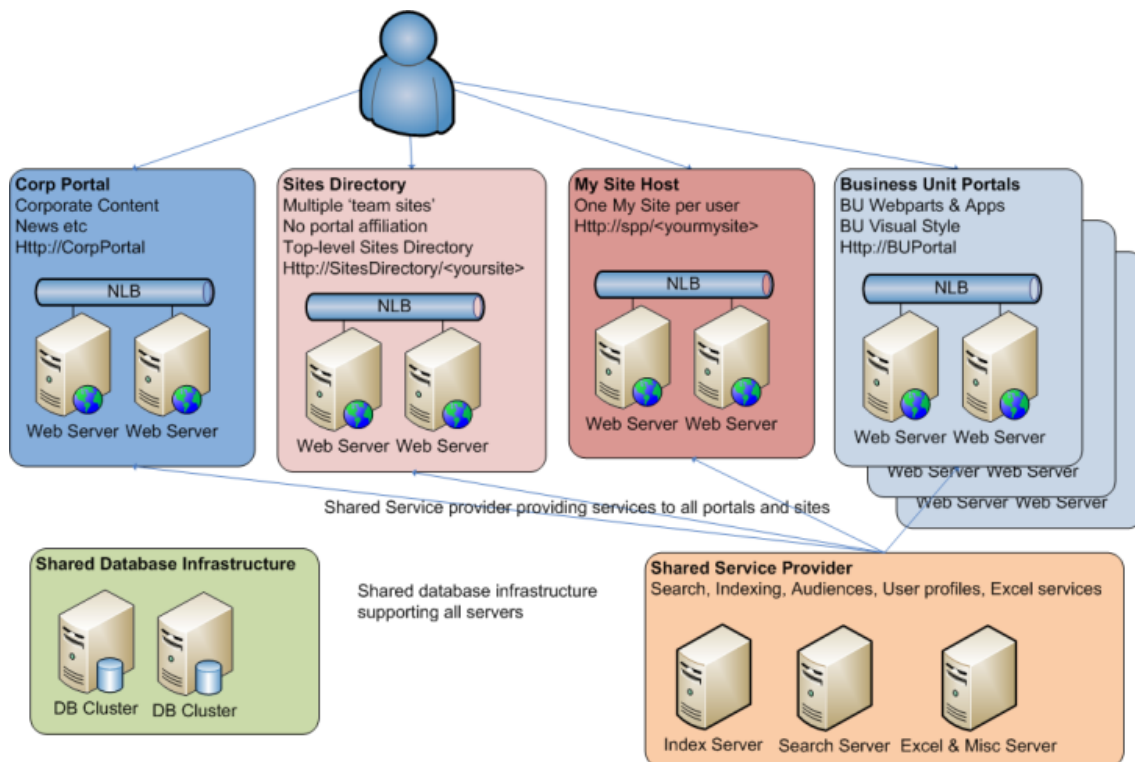 Corp Portal
Corporate Content
News etc
Http://CorpPortal
NLB
Web Server Web Server
Sites Directory
Multiple 'team sites'
No portal affiliation
Top-level Sites Directory
Http://SitesDirectory/<yoursite>
NLB
Web Server Web Server
My Site Host
One My Site per user
Http://spp/<yourmysite>
NLB
Web Server Web Server
Business Unit Portals
BU Webparts & Apps
BU Visual Style
Http://BUPortal
NLB
Web Server Web Server
Web Server Web Server
Web Server Web Server
Shared Service provider providing services to all portals and sites
Shared Database Infrastructure
DB Cluster DB Cluster
Shared database infrastructure
supporting all servers
Shared Service Provider
Search, Indexing, Audiences, User profiles, Excel services
Index Server Search Server Excel & Misc Server